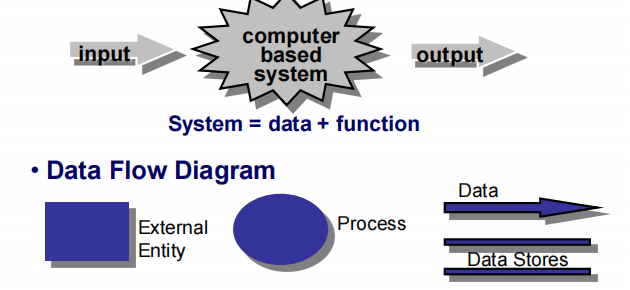 input
computer
based
system
output
System = data + function
• Data Flow Diagram
External
Entity
Process
Data
Data Stores